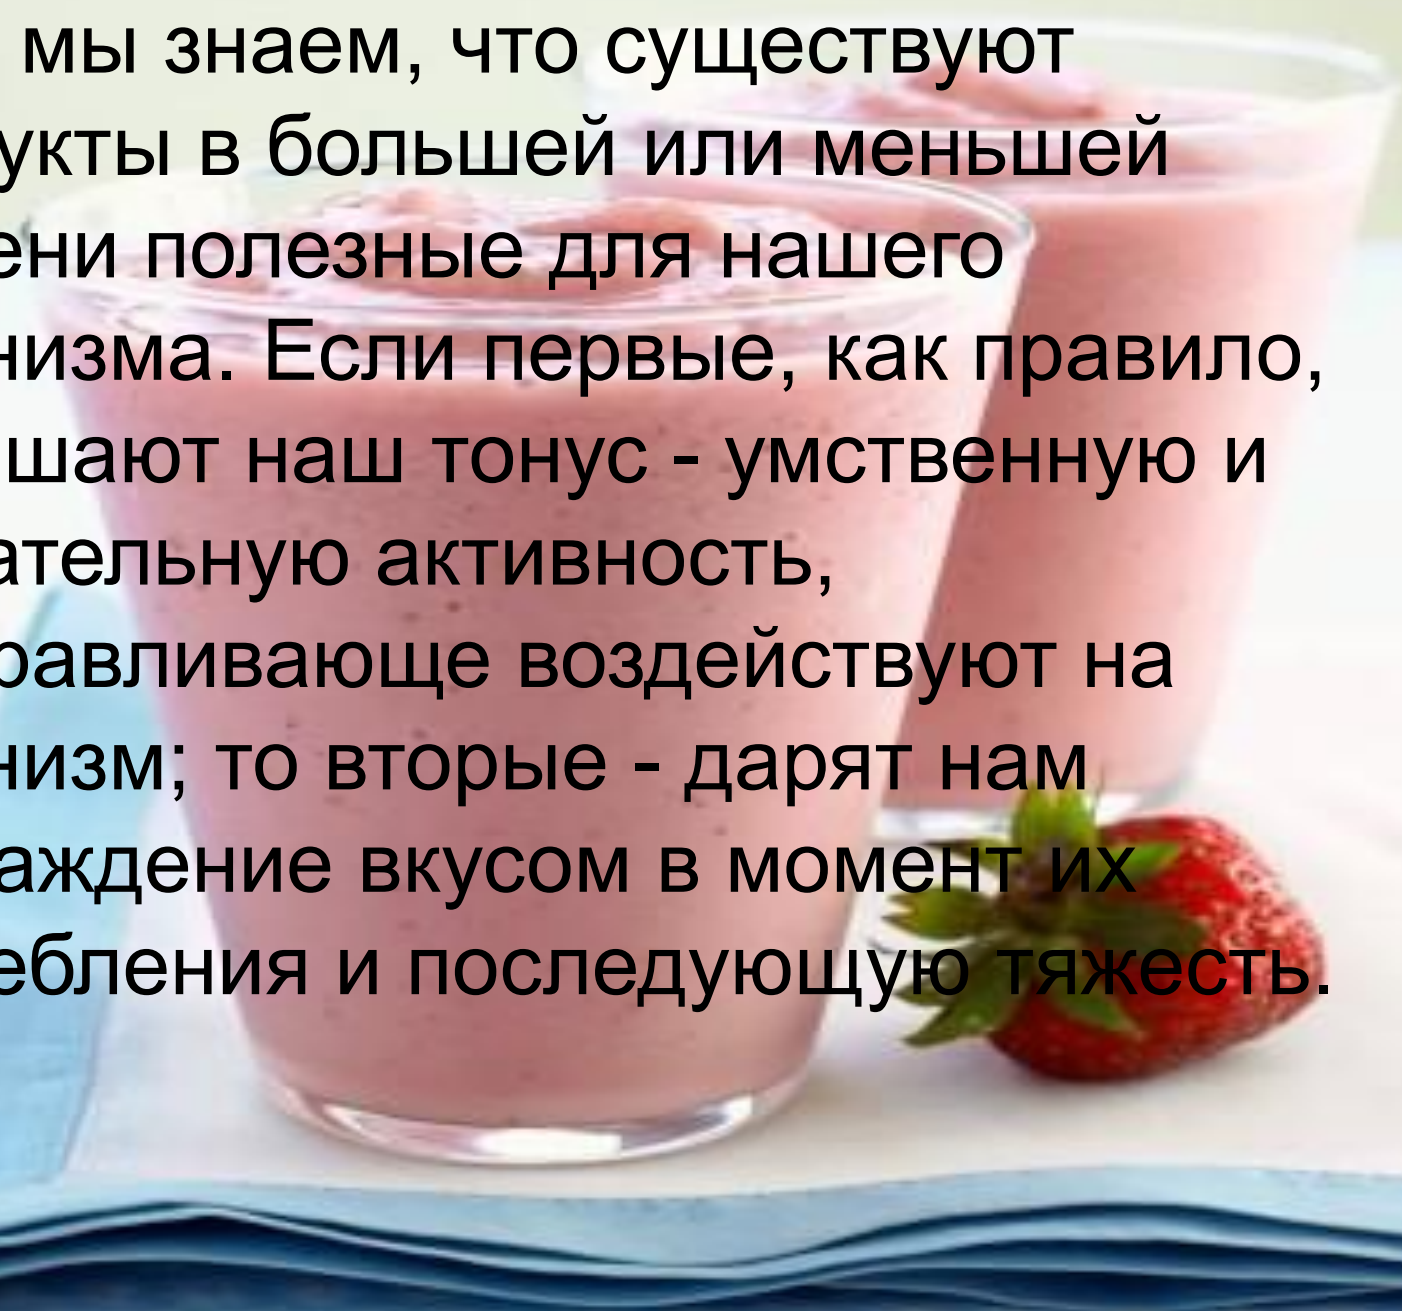 мы знаем, что существуют
укты в большей или меньшей
ени полезные для нашего
низма. Если первые, как правило,
шают наш тонус - умственную и
ательную активность,
равливающе воздействуют на
низм; то вторые - дарят нам
аждение вкусом в момент их
ебления и последующую тяжесть.